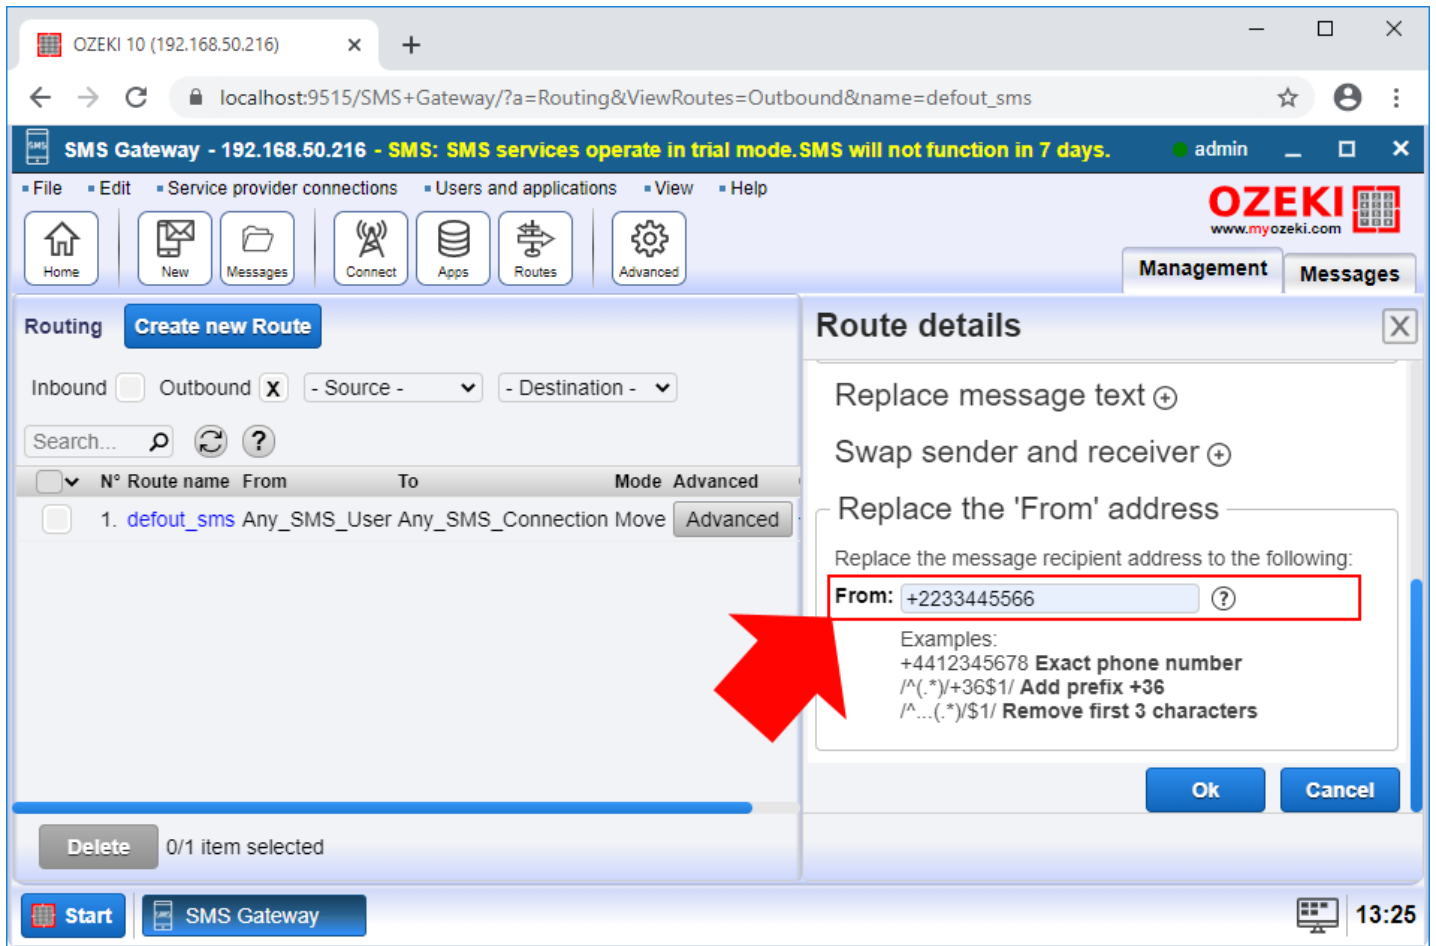 OZEKI 10 (192.168.50.216)
localhost:9515/SMS+Gateway/?a=Routing&ViewRoutes=Outbound&name=defout_sms
SMS
SMS Gateway - 192.168.50.216 - SMS: SMS services operate in trial mode.SMS will not function in 7 days.
admin
File Edit Service provider connections Users and applications View Help
OZEKI
www.myozeki.com
Home New Messages Connect Apps Routes Advanced
Management Messages
Routing Create new Route
Inbound Outbound X - Source - - Destination -
Search... ?
N° Route name From To Mode Advanced
1. defout_sms Any_SMS_User Any_SMS_Connection Move Advanced
Delete 0/1 item selected
Route details X
Replace message text
Swap sender and receiver
Replace the 'From' address
Replace the message recipient address to the following:
From: +2233445566 ?
Examples:
+4412345678 Exact phone number
/^(.*)/+36$1/ Add prefix +36
/^...(.*)/$1/ Remove first 3 characters
Ok Cancel
Start SMS Gateway 13:25